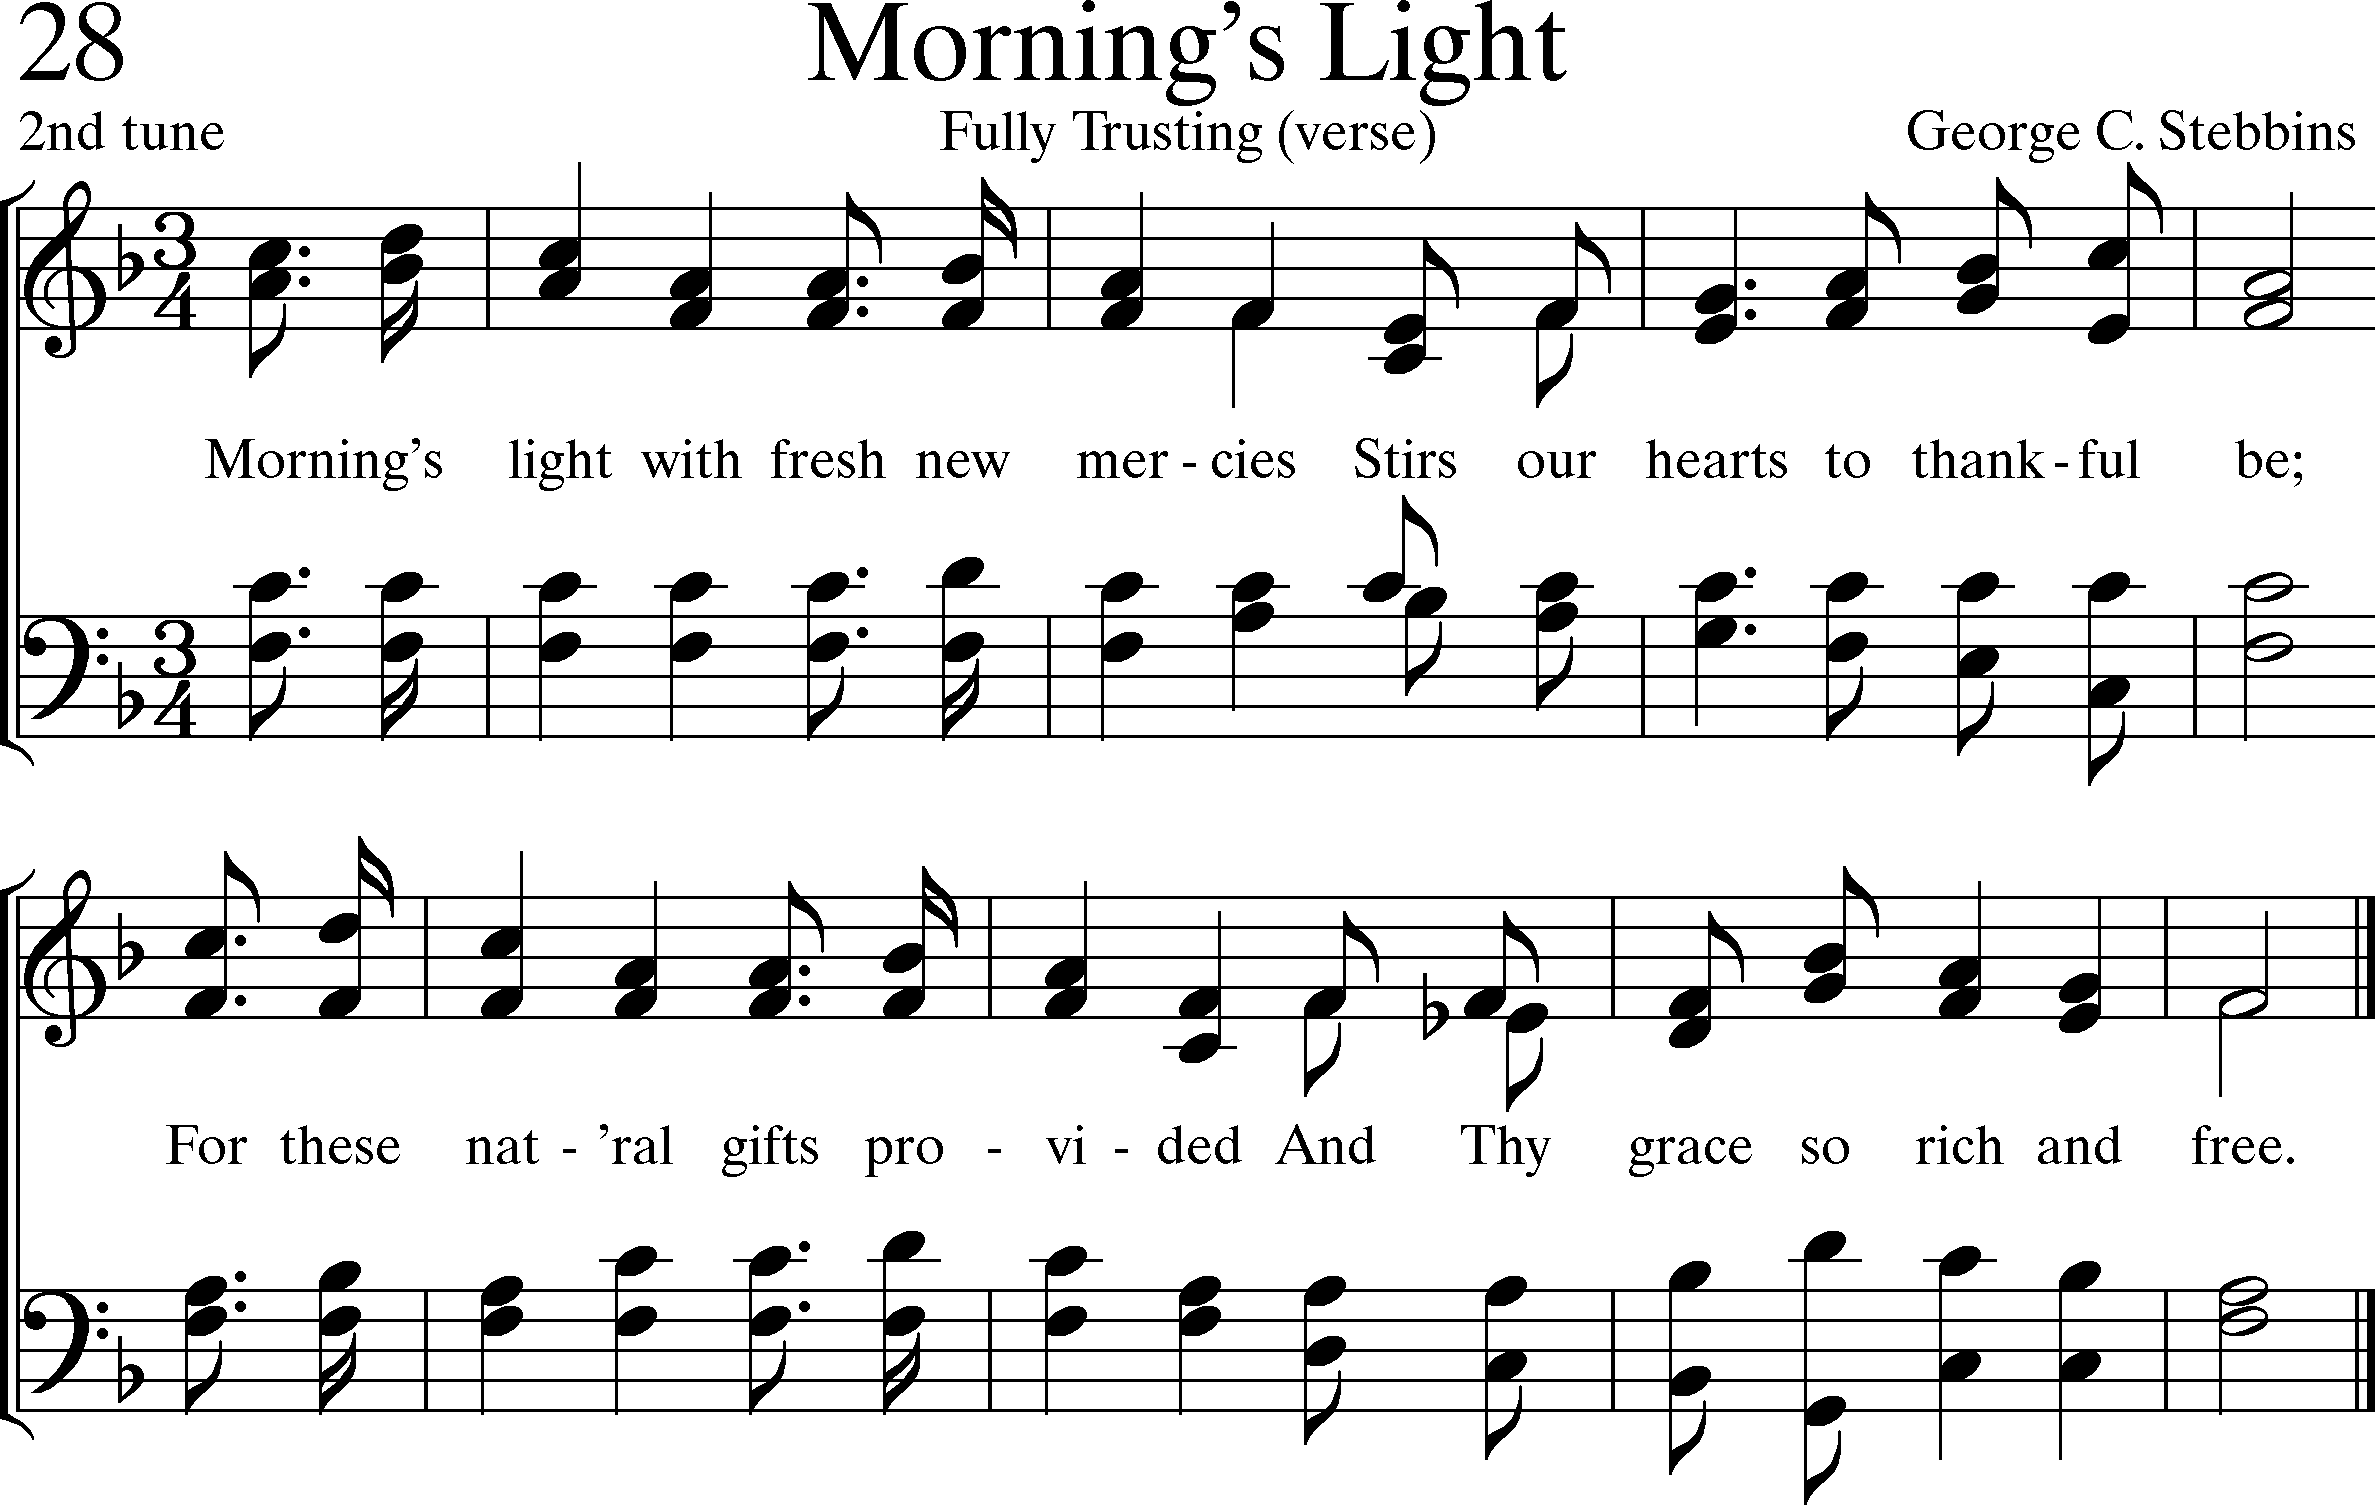 28
Morning’s Light
2nd tune
Fully Trusting (verse)
George C. Stebbins
Morning’s light with fresh new mer - cies Stirs our hearts to thank - ful be;
For these nat - ’ral gifts pro - vi - ded And Thy grace so rich and free.